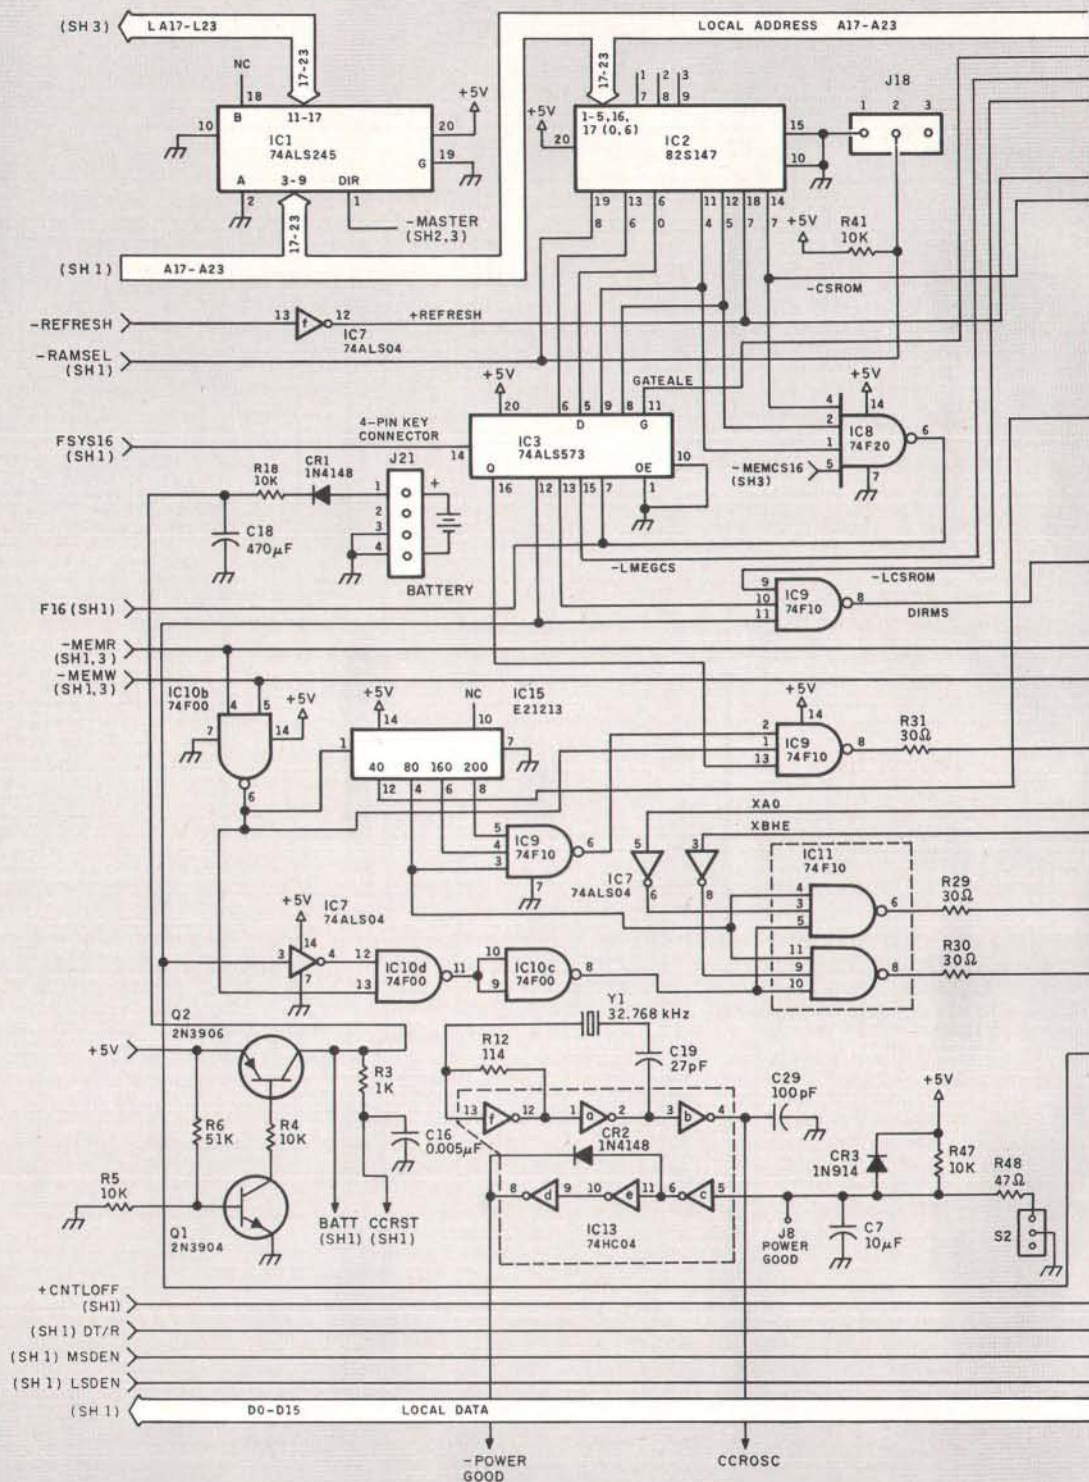 (SH 3)
LA17-L23
LOCAL ADDRESS A17-A23
17-23
17-23
NC
18
B 11-17
+5V
10
IC1
74ALS245
20
19
G
A 3-9 DIR
2
1
-MASTER
(SH2,3)
17-23
(SH 1)
A17-A23
1 2 3
7 8 9
1-5,16,
17 (0,6)
+5V
20
IC2
82S147
15
10
19 13 6 11 12 18 14
8 6 0 4 5 7 7
J18
1 2 3
+5V
R41
10K
-CSROM
-REFRESH
13
f
12
+REFRESH
IC7
74ALS04
-RAMSEL
(SH 1)
+5V
20
GATEALE
6 5 9 8 11
D G
IC3
74ALS573
10
Q OE
14
16 12 13 15 7 1
FSYS16
(SH1)
4-PIN KEY
CONNECTOR
+5V
4
14
2
IC8
74F20
6
1
-MEMCS16
(SH3)
5
7
R18
10K
CR1
1N4148
J21
1
2
3
4
+
C18
470µF
BATTERY
-LMEGCS
-LCSROM
9
10
11
IC9
74F10
8
DIRMS
F16 (SH1)
-MEMR
(SH1,3)
-MEMW
(SH1,3)
IC10b
74F00
4 5
+5V
7
14
6
+5V
14
NC
10
IC15
E21213
1
7
40 80 160 200
12 4 6 8
+5V
14
2
1
13
IC9
74F10
8
R31
30Ω
5
4
3
IC9
74F10
6
7
XA0
XBHE
5
3
IC7
74ALS04
6
8
IC11
74F10
4
3
5
6
R29
30Ω
11
9
10
8
R30
30Ω
+5V
IC7
74ALS04
14
3
4
7
12
13
IC10d
74F00
11
10
9
IC10c
74F00
8
Q2
2N3906
+5V
R6
51K
R4
10K
R5
10K
Q1
2N3904
R3
1K
C16
0.005µF
BATT
(SH1)
CCRST
(SH1)
Y1
32.768 kHz
R12
114
C19
27pF
13
f
12
1
a
2
3
b
4
CR2
1N4148
8
d
9
10
e
11
6
c
5
IC13
74HC04
C29
100pF
+5V
CR3
1N914
R47
10K
R48
47Ω
J8
POWER
GOOD
C7
10µF
S2
+CNTLOFF
(SH1)
(SH 1) DT/R
(SH 1) MSDEN
(SH 1) LSDEN
(SH 1)
D0-D15
LOCAL DATA
-POWER
GOOD
CCROSC